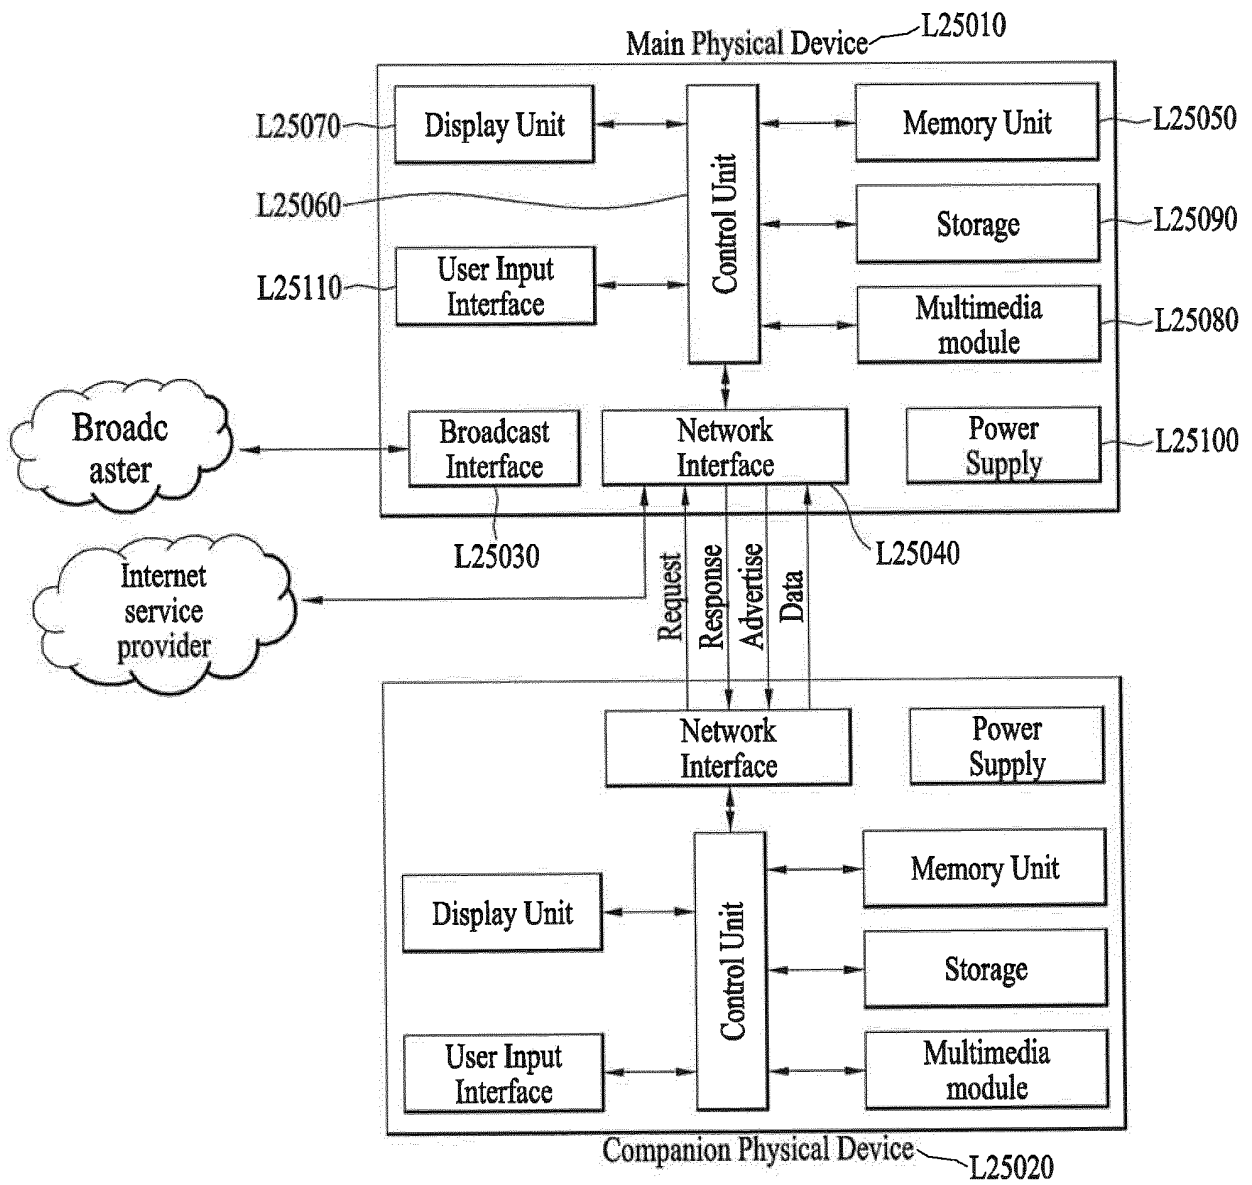 L25010
Main Physical Device
L25070
Display Unit
Control Unit
Memory Unit
L25050
L25060
Storage
L25090
L25110
User Input
Interface
Multimedia
module
L25080
Broadc
aster
Broadcast
Interface
Network
Interface
Power
Supply
L25100
L25030
L25040
Internet
service
provider
Request
Response
Advertise
Data
Network
Interface
Power
Supply
Display Unit
Control Unit
Memory Unit
Storage
User Input
Interface
Multimedia
module
Companion Physical Device
L25020